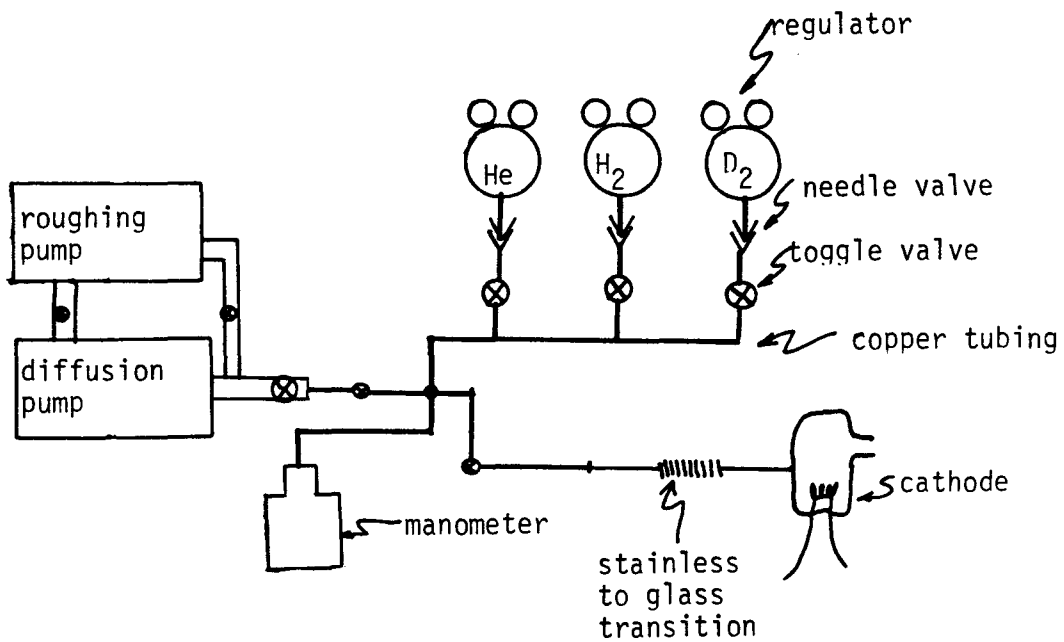 regulator
He
H2
D2
needle valve
toggle valve
copper tubing
roughing
pump
diffusion
pump
manometer
cathode
stainless
to glass
transition